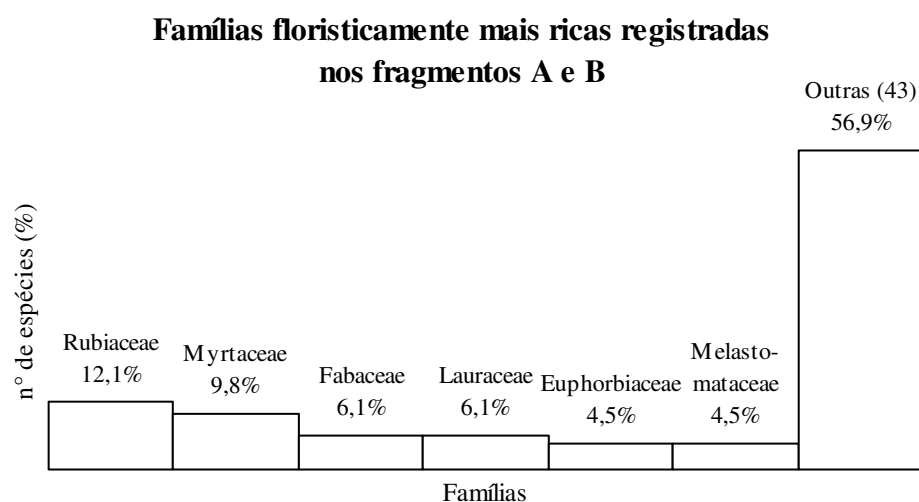 Famílias floristicamente mais ricas registradas
nos fragmentos A e B
n° de espécies (%)
Rubiaceae
12,1%
Myrtaceae
9,8%
Fabaceae
6,1%
Lauraceae
6,1%
Euphorbiaceae
4,5%
Melasto-
mataceae
4,5%
Outras (43)
56,9%
Famílias